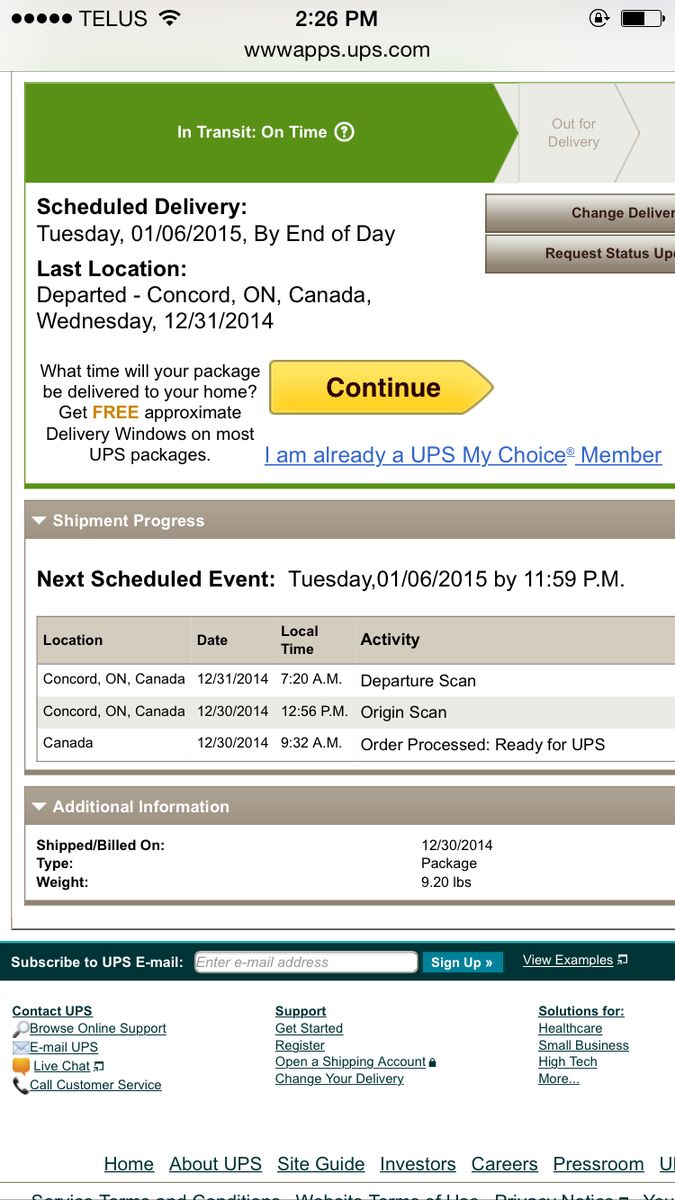 TELUS 2:26 PM
wwwapps.ups.com
In Transit: On Time ?
Out for
Delivery
Scheduled Delivery:
Tuesday, 01/06/2015, By End of Day
Change Deliver
Request Status Up
Last Location:
Departed - Concord, ON, Canada,
Wednesday, 12/31/2014
What time will your package
be delivered to your home?
Get FREE approximate
Delivery Windows on most
UPS packages.
Continue
I am already a UPS My Choice® Member
Shipment Progress
Next Scheduled Event: Tuesday,01/06/2015 by 11:59 P.M.
Location Date Local Time Activity
Concord, ON, Canada 12/31/2014 7:20 A.M. Departure Scan
Concord, ON, Canada 12/30/2014 12:56 P.M. Origin Scan
Canada 12/30/2014 9:32 A.M. Order Processed: Ready for UPS
Additional Information
Shipped/Billed On: 12/30/2014
Type: Package
Weight: 9.20 lbs
Subscribe to UPS E-mail: Enter e-mail address Sign Up » View Examples
Contact UPS
Browse Online Support
E-mail UPS
Live Chat
Call Customer Service
Support
Get Started
Register
Open a Shipping Account
Change Your Delivery
Solutions for:
Healthcare
Small Business
High Tech
More...
Home About UPS Site Guide Investors Careers Pressroom U
Service Terms and Conditions Website Terms of Use Privacy Notice You